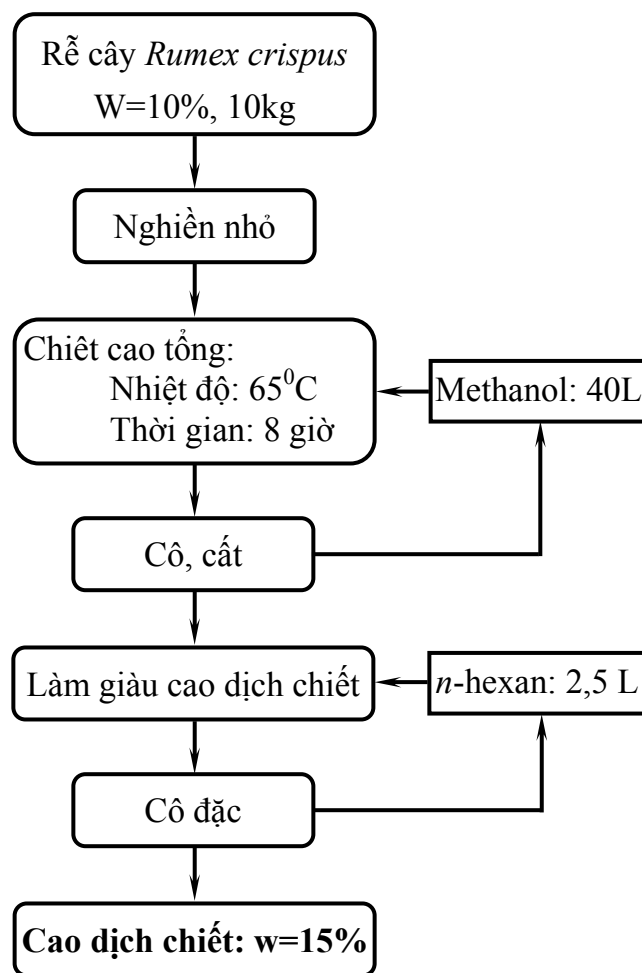 Rễ cây Rumex crispus
W=10%, 10kg
Nghiền nhỏ
Chiêt cao tổng:
Nhiệt độ: 65⁰C
Thời gian: 8 giờ
Methanol: 40L
Cô, cất
Làm giàu cao dịch chiết
n-hexan: 2,5 L
Cô đặc
Cao dịch chiết: w=15%